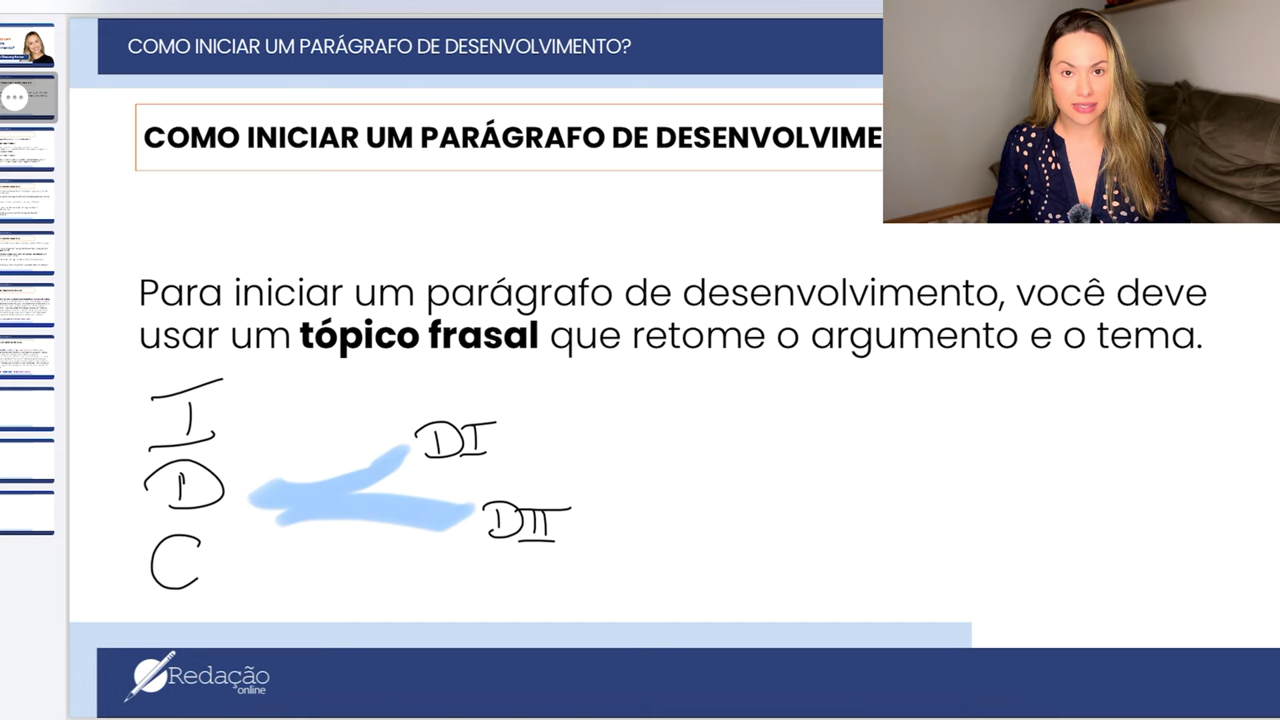 COMO INICIAR UM PARÁGRAFO DE DESENVOLVIMENTO?
COMO INICIAR UM PARÁGRAFO DE DESENVOLVIME
Para iniciar um parágrafo de desenvolvimento, você deve
usar um tópico frasal que retome o argumento e o tema.
I
D
DI
DII
C
Redação
online